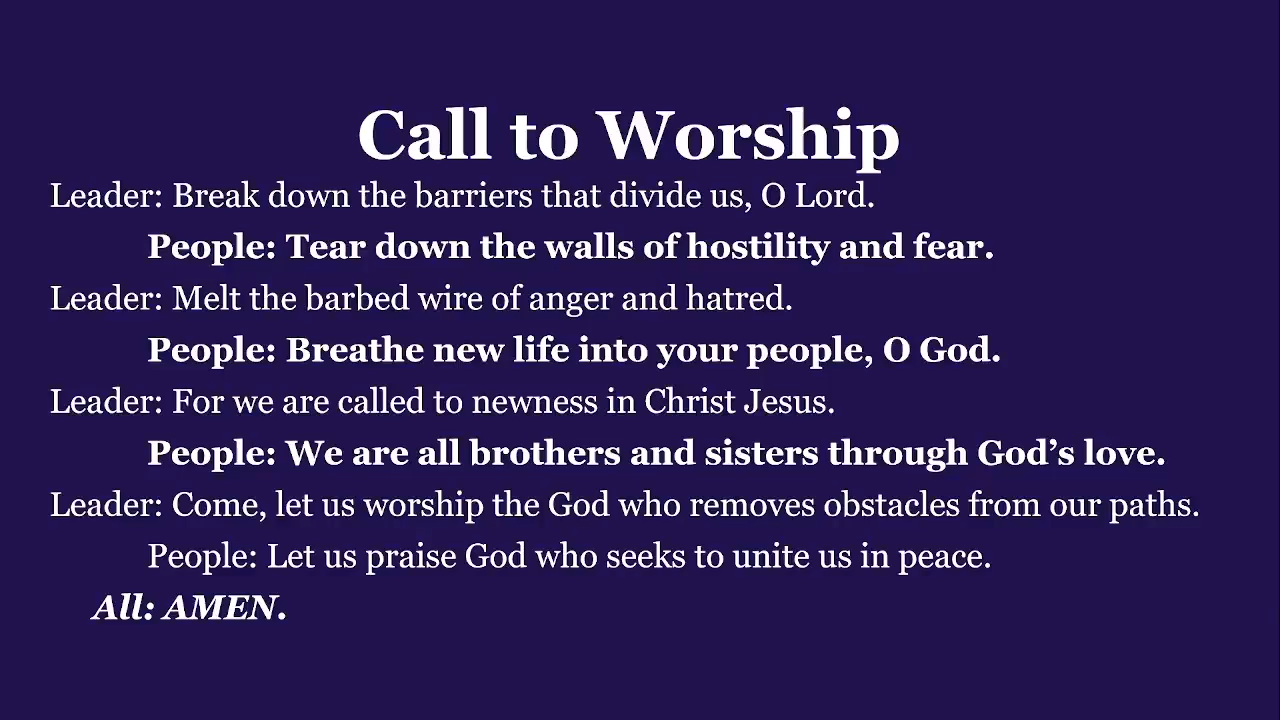 Call to Worship
Leader: Break down the barriers that divide us, O Lord.
People: Tear down the walls of hostility and fear.
Leader: Melt the barbed wire of anger and hatred.
People: Breathe new life into your people, O God.
Leader: For we are called to newness in Christ Jesus.
People: We are all brothers and sisters through God’s love.
Leader: Come, let us worship the God who removes obstacles from our paths.
People: Let us praise God who seeks to unite us in peace.
All: AMEN.